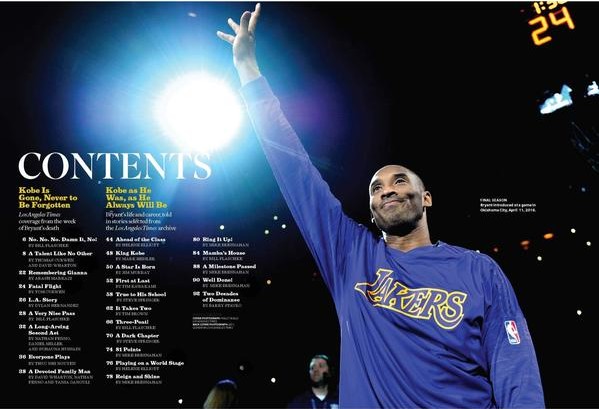 1:30
24
CONTENTS
Kobe Is
Gone, Never to
Be Forgotten
Los Angeles Times
coverage from the week
of Bryant's death
6 No. No. No. Damn It, No!
BY BILL PLASCHKE
8 A Talent Like No Other
BY THOMAS CURWEN
AND DAVID WHARTON
22 Remembering Gianna
BY ARASH MARKAZI
24 Fatal Flight
BY TOM CURWEN
26 L.A. Story
BY DYLAN HERNANDEZ
28 A Very Nice Pass
BY BILL PLASCHKE
32 A Long-Arcing
Second Act
BY NATHAN FENNO,
DANIEL MILLER
36 Everyone Plays
38 A Devoted Family Man
BY DAVID WHARTON, NATHAN
FENNO AND TANIA GANGULI
Kobe as He
Was, as He
Always Will Be
Bryant's life and career, told
in stories selected from
the Los Angeles Times archive
44 Ahead of the Class
BY HELENE ELLIOTT
48 King Kobe
BY MARK HEISLER
50 A Star Is Born
BY JIM MURRAY
52 First at Last
BY TIM KAWAKAMI
58 True to His School
BY STEVE SPRINGER
62 It Takes Two
BY TIM BROWN
66 Three-Peat!
BY BILL PLASCHKE
70 A Dark Chapter
BY STEVE SPRINGER
74 81 Points
BY MIKE BRESNAHAN
76 Playing on a World Stage
BY HELENE ELLIOTT
78 Reign and Shine
BY MIKE BRESNAHAN
80 Ring It Up!
BY MIKE BRESNAHAN
84 Mamba's House
BY BILL PLASCHKE
88 A Milestone Passed
BY MIKE BRESNAHAN
90 Well Done!
BY MIKE BRESNAHAN
92 Two Decades
of Dominance
BY BARRY STAVRO
FINAL SEASON
Bryant introduced at a game in
Oklahoma City, April 11, 2016.
LAKERS
NBA